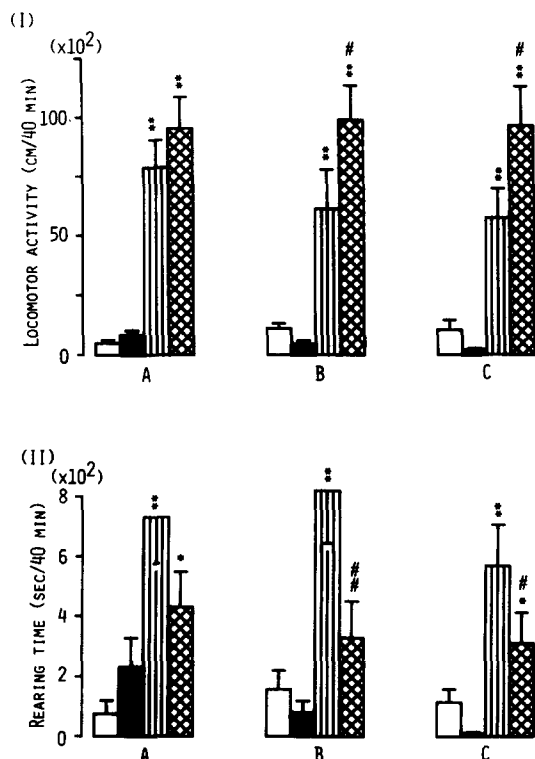 (I)
(x10²)
#
#
**
**
**
**
**
**
100
50
0
LOCOMOTOR ACTIVITY (CM/40 MIN)
A
B
C
(II)
(x10²)
8
6
4
2
0
REARING TIME (SEC/40 MIN)
**
*
**
##
**
#
*
A
B
C